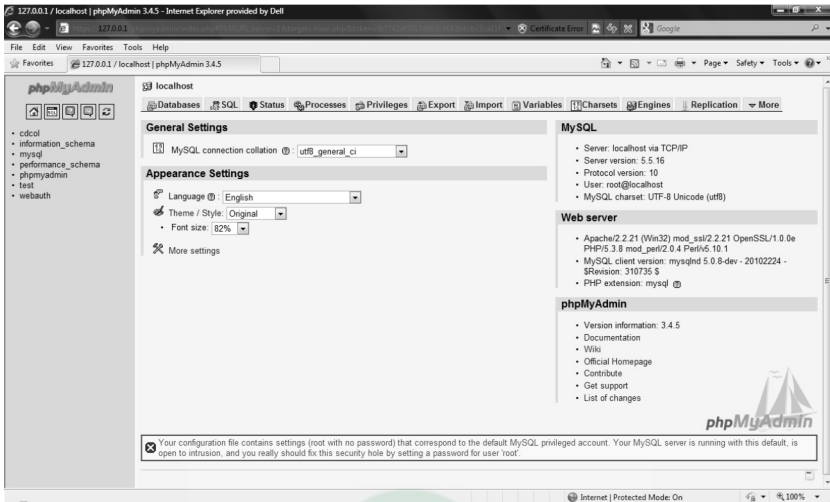 127.0.0.1 / localhost | phpMyAdmin 3.4.5 - Internet Explorer provided by Dell
127.0.0.1
Certificate Error
Google
File Edit View Favorites Tools Help
Favorites
127.0.0.1 / localhost | phpMyAdmin 3.4.5
Page Safety Tools
phpMyAdmin
cdcol
information_schema
mysql
performance_schema
phpmyadmin
test
webauth
localhost
Databases SQL Status Processes Privileges Export Import Variables Charsets Engines Replication More
General Settings
MySQL connection collation : utf8_general_ci
Appearance Settings
Language : English
Theme / Style: Original
• Font size: 82%
More settings
MySQL
• Server: localhost via TCP/IP
• Server version: 5.5.16
• Protocol version: 10
• User: root@localhost
• MySQL charset: UTF-8 Unicode (utf8)
Web server
• Apache/2.2.21 (Win32) mod_ssl/2.2.21 OpenSSL/1.0.0e
PHP/5.3.8 mod_perl/2.0.4 Perl/v5.10.1
• MySQL client version: mysqlnd 5.0.8-dev - 20102224 -
$Revision: 310735 $
• PHP extension: mysql
phpMyAdmin
• Version information: 3.4.5
• Documentation
• Wiki
• Official Homepage
• Contribute
• Get support
• List of changes
phpMyAdmin
Your configuration file contains settings (root with no password) that correspond to the default MySQL privileged account. Your MySQL server is running with this default, is
open to intrusion, and you really should fix this security hole by setting a password for user 'root'.
Internet | Protected Mode: On
100%